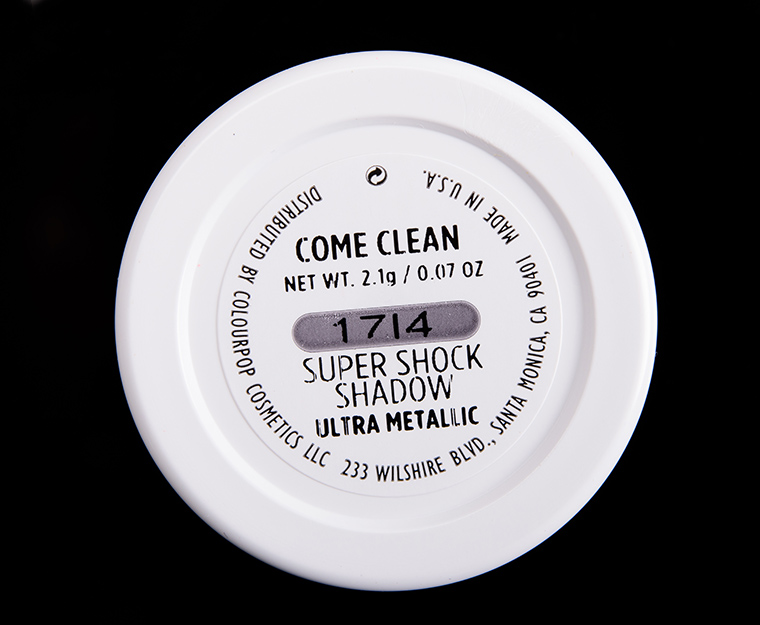 COME CLEAN
NET WT. 2.1g / 0.07 OZ
1714
SUPER SHOCK
SHADOW
ULTRA METALLIC
DISTRIBUTED BY COLOURPOP COSMETICS LLC 233 WILSHIRE BLVD., SANTA MONICA, CA 90401 MADE IN U.S.A.